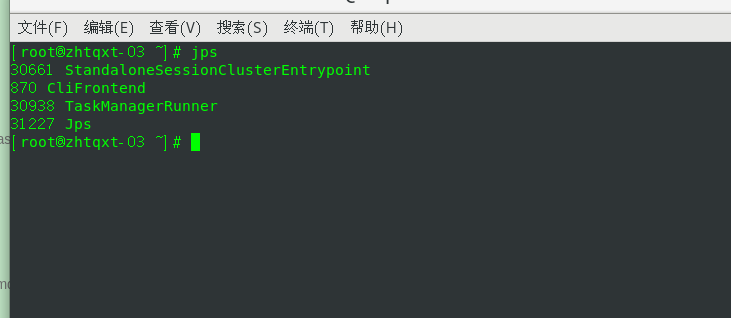 文件(F) 编辑(E) 查看(V) 搜索(S) 终端(T) 帮助(H)
[root@zhtqxt-03 ~]# jps
30661 StandaloneSessionClusterEntrypoint
870 CliFrontend
30938 TaskManagerRunner
31227 Jps
[root@zhtqxt-03 ~]#